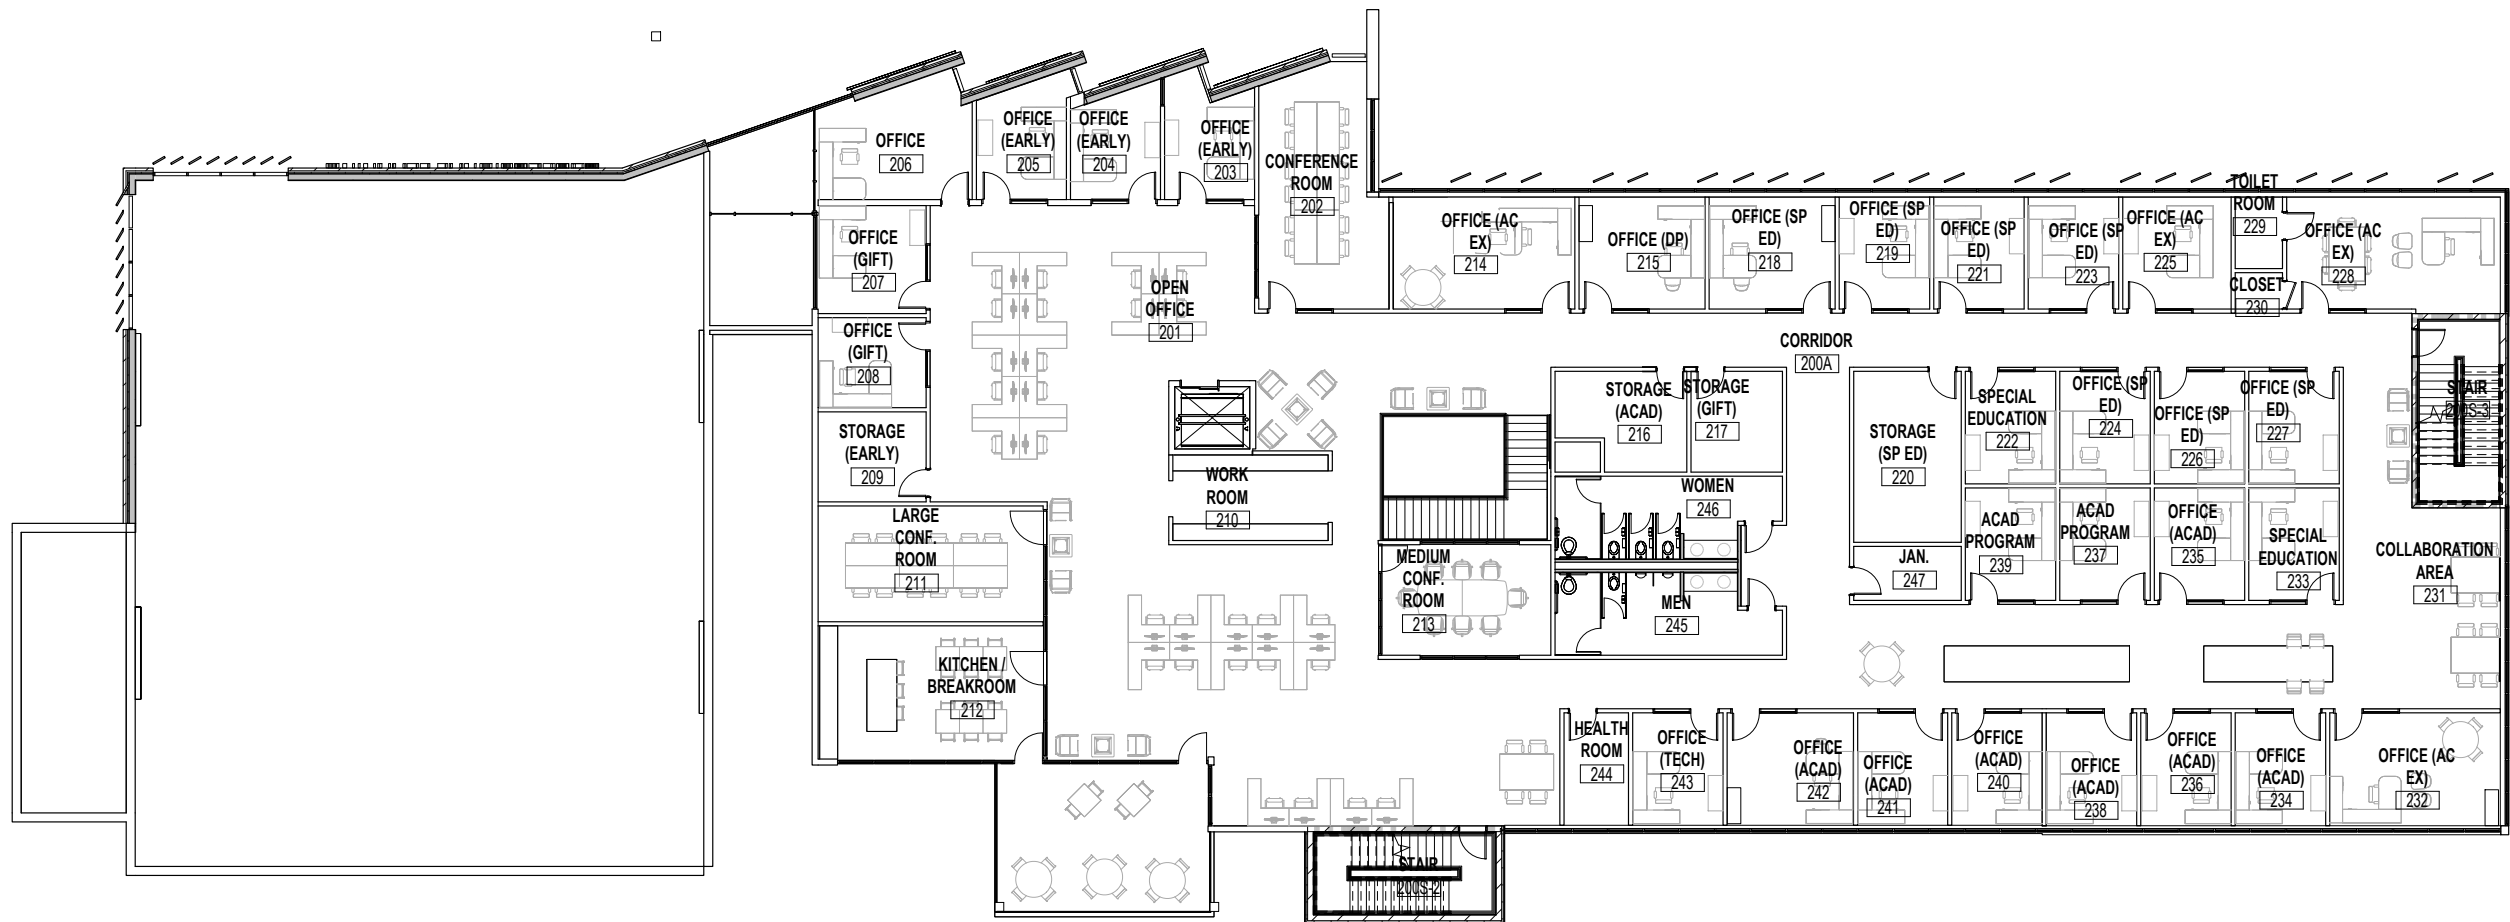 OFFICE
206
OFFICE
(EARLY)
205
OFFICE
(EARLY)
204
OFFICE
(EARLY)
203
CONFERENCE
ROOM
202
OFFICE
(GIFT)
207
OFFICE
(GIFT)
208
STORAGE
(EARLY)
209
OPEN
OFFICE
201
WORK
ROOM
210
LARGE
CONF.
ROOM
211
KITCHEN /
BREAKROOM
212
MEDIUM
CONF.
ROOM
213
OFFICE (AC
EX)
214
OFFICE (DP)
215
OFFICE (SP
ED)
218
OFFICE (SP
ED)
219
OFFICE (SP
ED)
221
OFFICE (SP
ED)
223
OFFICE (AC
EX)
225
TOILET
ROOM
229
OFFICE (AC
EX)
228
CLOSET
230
CORRIDOR
200A
STORAGE
(ACAD)
216
STORAGE
(GIFT)
217
STORAGE
(SP ED)
220
SPECIAL
EDUCATION
222
OFFICE (SP
ED)
224
OFFICE (SP
ED)
226
OFFICE (SP
ED)
227
STAIR
200S-3
WOMEN
246
MEN
245
JAN.
247
ACAD
PROGRAM
239
ACAD
PROGRAM
237
OFFICE
(ACAD)
235
SPECIAL
EDUCATION
233
COLLABORATION
AREA
231
HEALTH
ROOM
244
OFFICE
(TECH)
243
OFFICE
(ACAD)
242
OFFICE
(ACAD)
241
OFFICE
(ACAD)
240
OFFICE
(ACAD)
238
OFFICE
(ACAD)
236
OFFICE
(ACAD)
234
OFFICE (AC
EX)
232
STAIR
200S-2